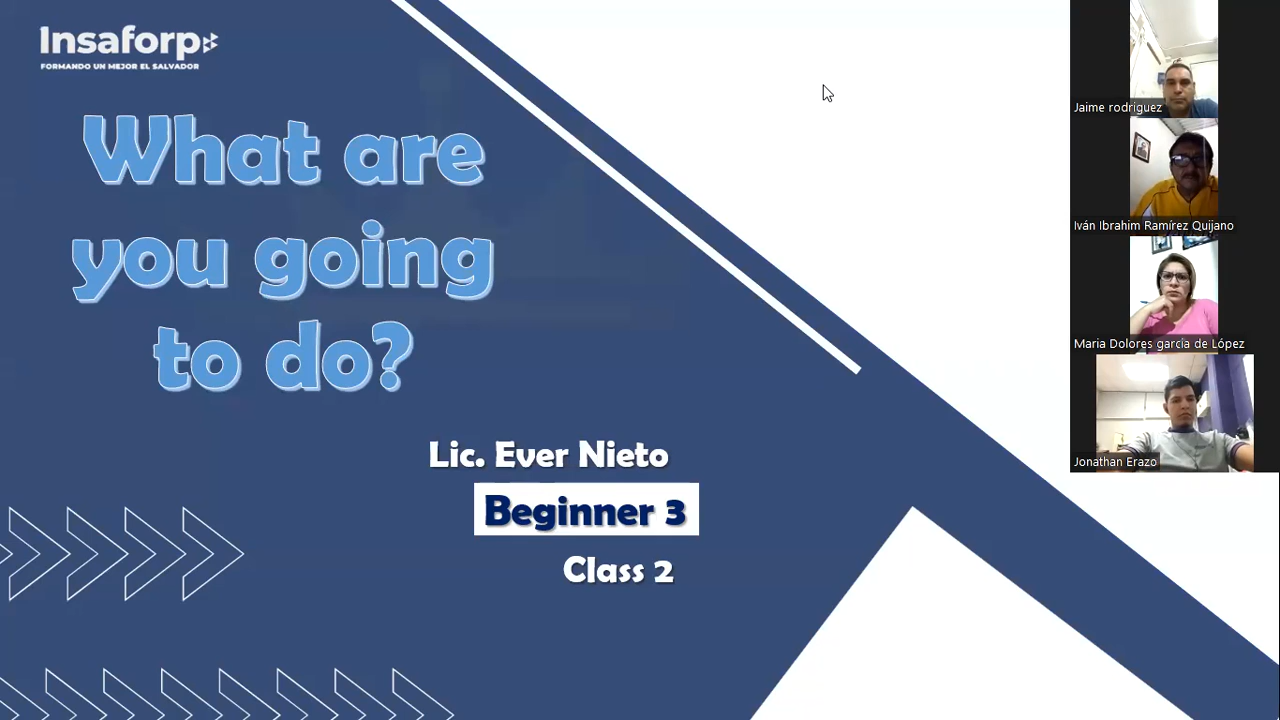 Insaforp
FORMANDO UN MEJOR EL SALVADOR
What are
you going
to do?
Lic. Ever Nieto
Beginner 3
Class 2
Jaime rodriguez
Iván Ibrahim Ramírez Quijano
Maria Dolores garcía de López
Jonathan Erazo